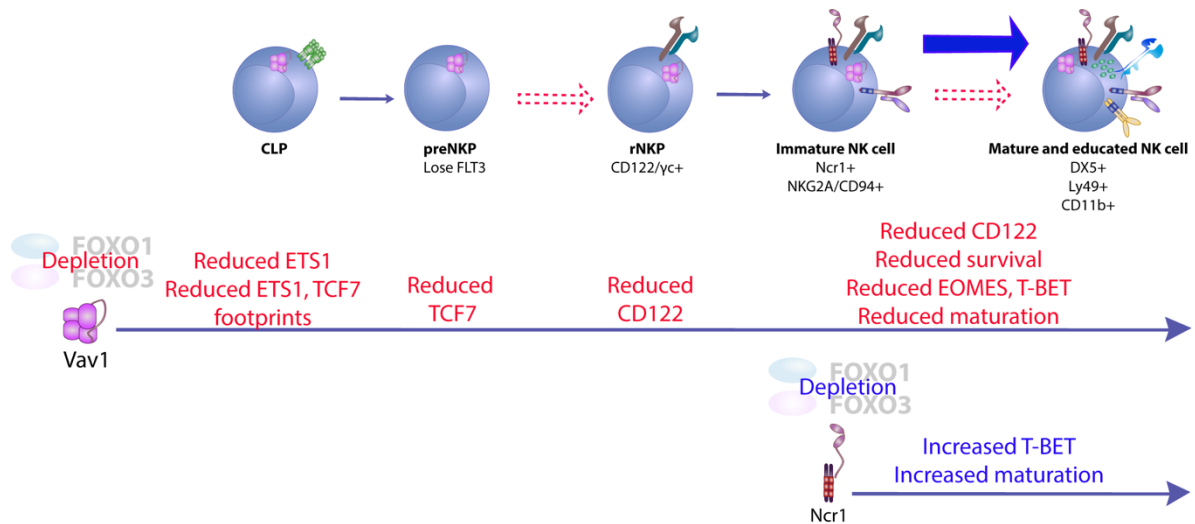 CLP
preNKP
Lose FLT3
rNKP
CD122/γc+
Immature NK cell
Ncr1+
NKG2A/CD94+
Mature and educated NK cell
DX5+
Ly49+
CD11b+
FOXO1
Depletion
FOXO3
Vav1
Reduced ETS1
Reduced ETS1, TCF7
footprints
Reduced
TCF7
Reduced
CD122
Reduced CD122
Reduced survival
Reduced EOMES, T-BET
Reduced maturation
FOXO1
Depletion
FOXO3
Ncr1
Increased T-BET
Increased maturation